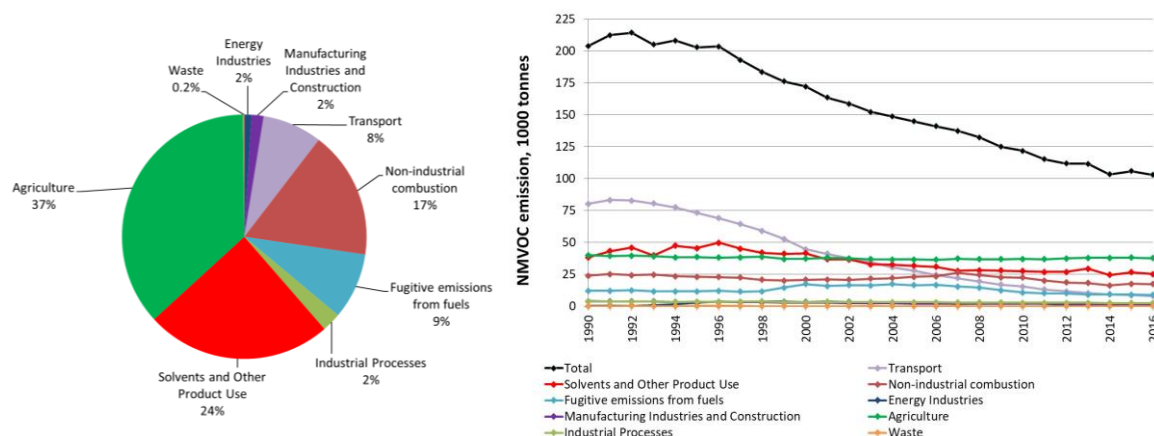 Energy
Industries
2%
Manufacturing
Industries and
Construction
2%
Waste
0.2%
Transport
8%
Non-industrial
combustion
17%
Agriculture
37%
Fugitive emissions
from fuels
9%
Industrial Processes
2%
Solvents and Other
Product Use
24%
NMVOC emission, 1000 tonnes
225
200
175
150
125
100
75
50
25
0
1990
1992
1994
1996
1998
2000
2002
2004
2006
2008
2010
2012
2014
2016
Total
Transport
Solvents and Other Product Use
Non-industrial combustion
Fugitive emissions from fuels
Energy Industries
Manufacturing Industries and Construction
Agriculture
Industrial Processes
Waste